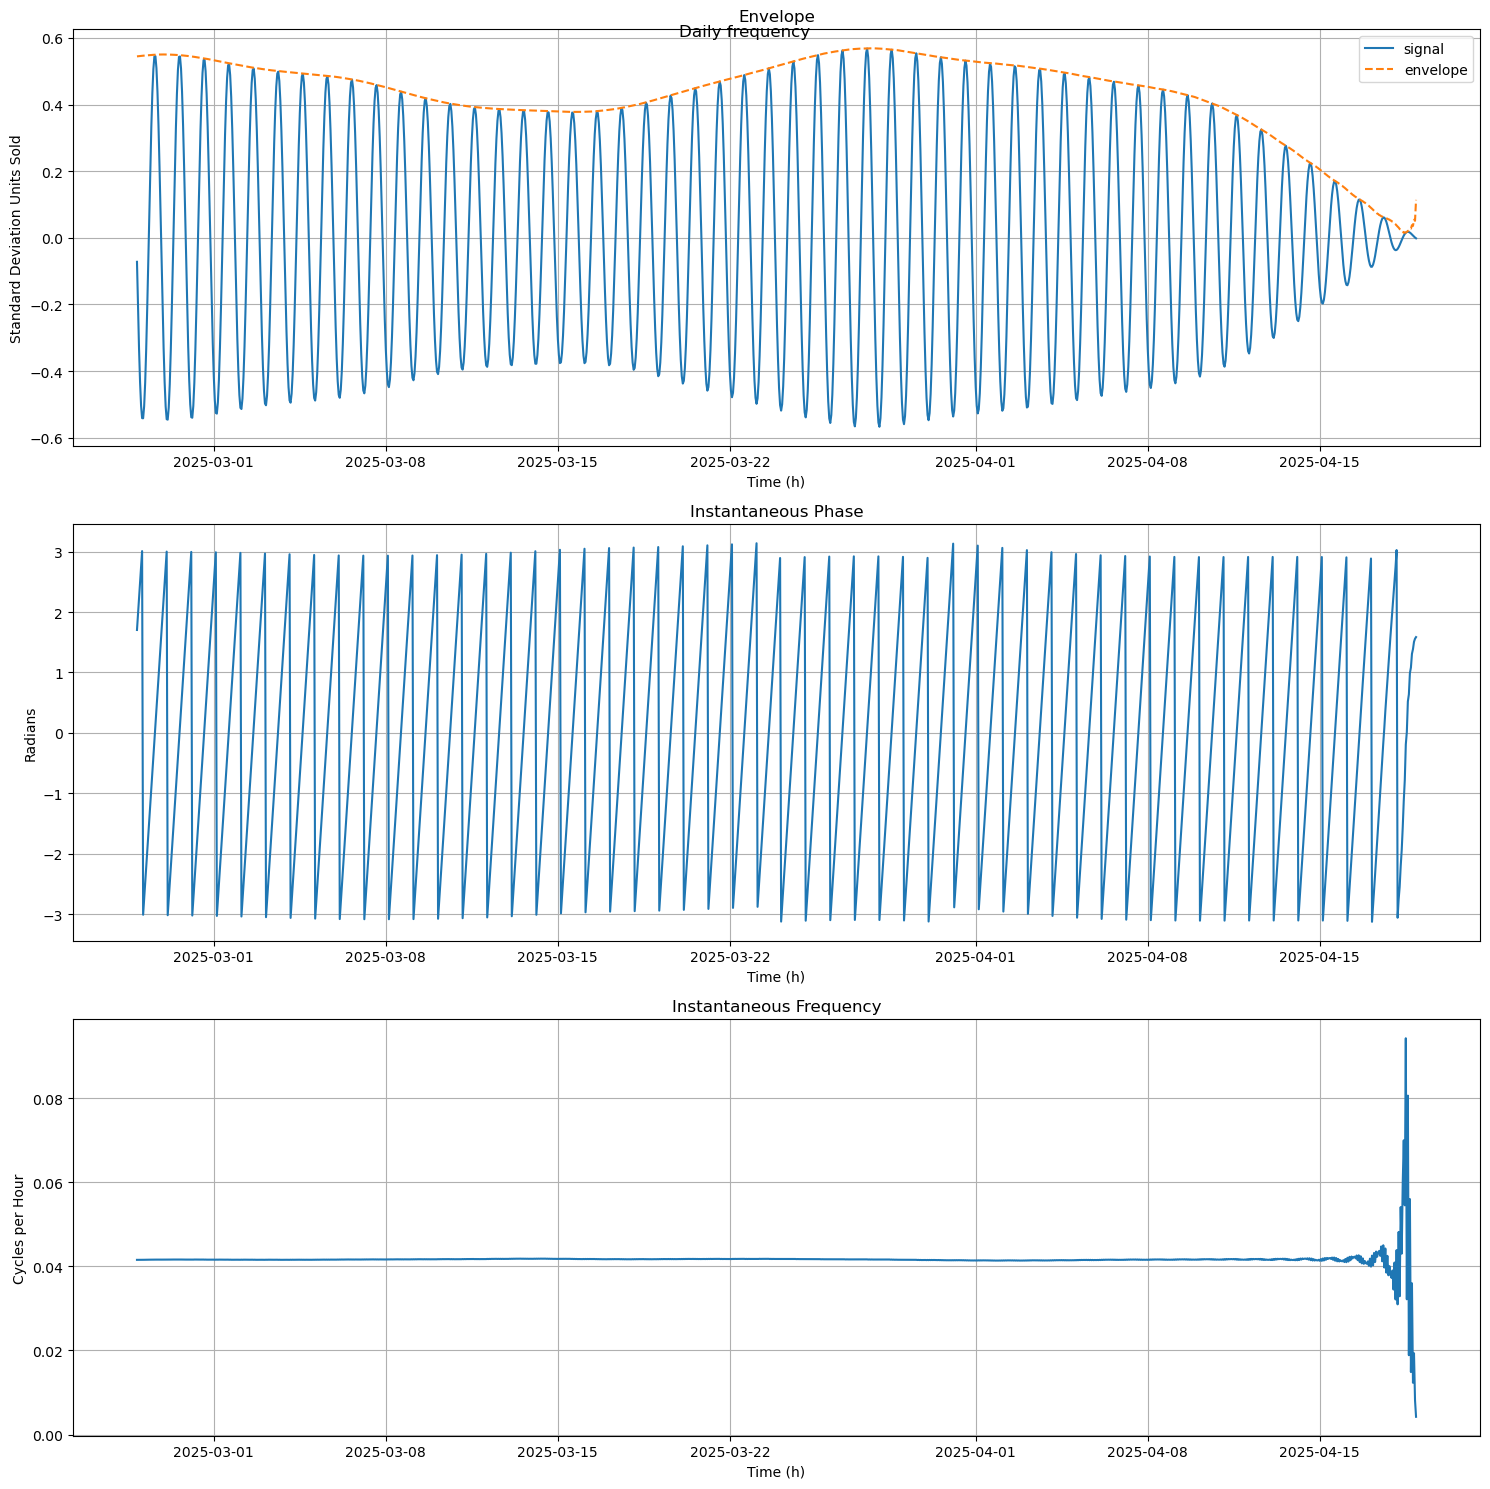 Envelope
Daily frequency
signal
envelope
0.6
0.4
0.2
0.0
−0.2
−0.4
−0.6
Standard Deviation Units Sold
2025-03-01 2025-03-08 2025-03-15 2025-03-22 2025-04-01 2025-04-08 2025-04-15
Time (h)
Instantaneous Phase
3
2
1
0
−1
−2
−3
Radians
2025-03-01 2025-03-08 2025-03-15 2025-03-22 2025-04-01 2025-04-08 2025-04-15
Time (h)
Instantaneous Frequency
0.08
0.06
0.04
0.02
0.00
Cycles per Hour
2025-03-01 2025-03-08 2025-03-15 2025-03-22 2025-04-01 2025-04-08 2025-04-15
Time (h)